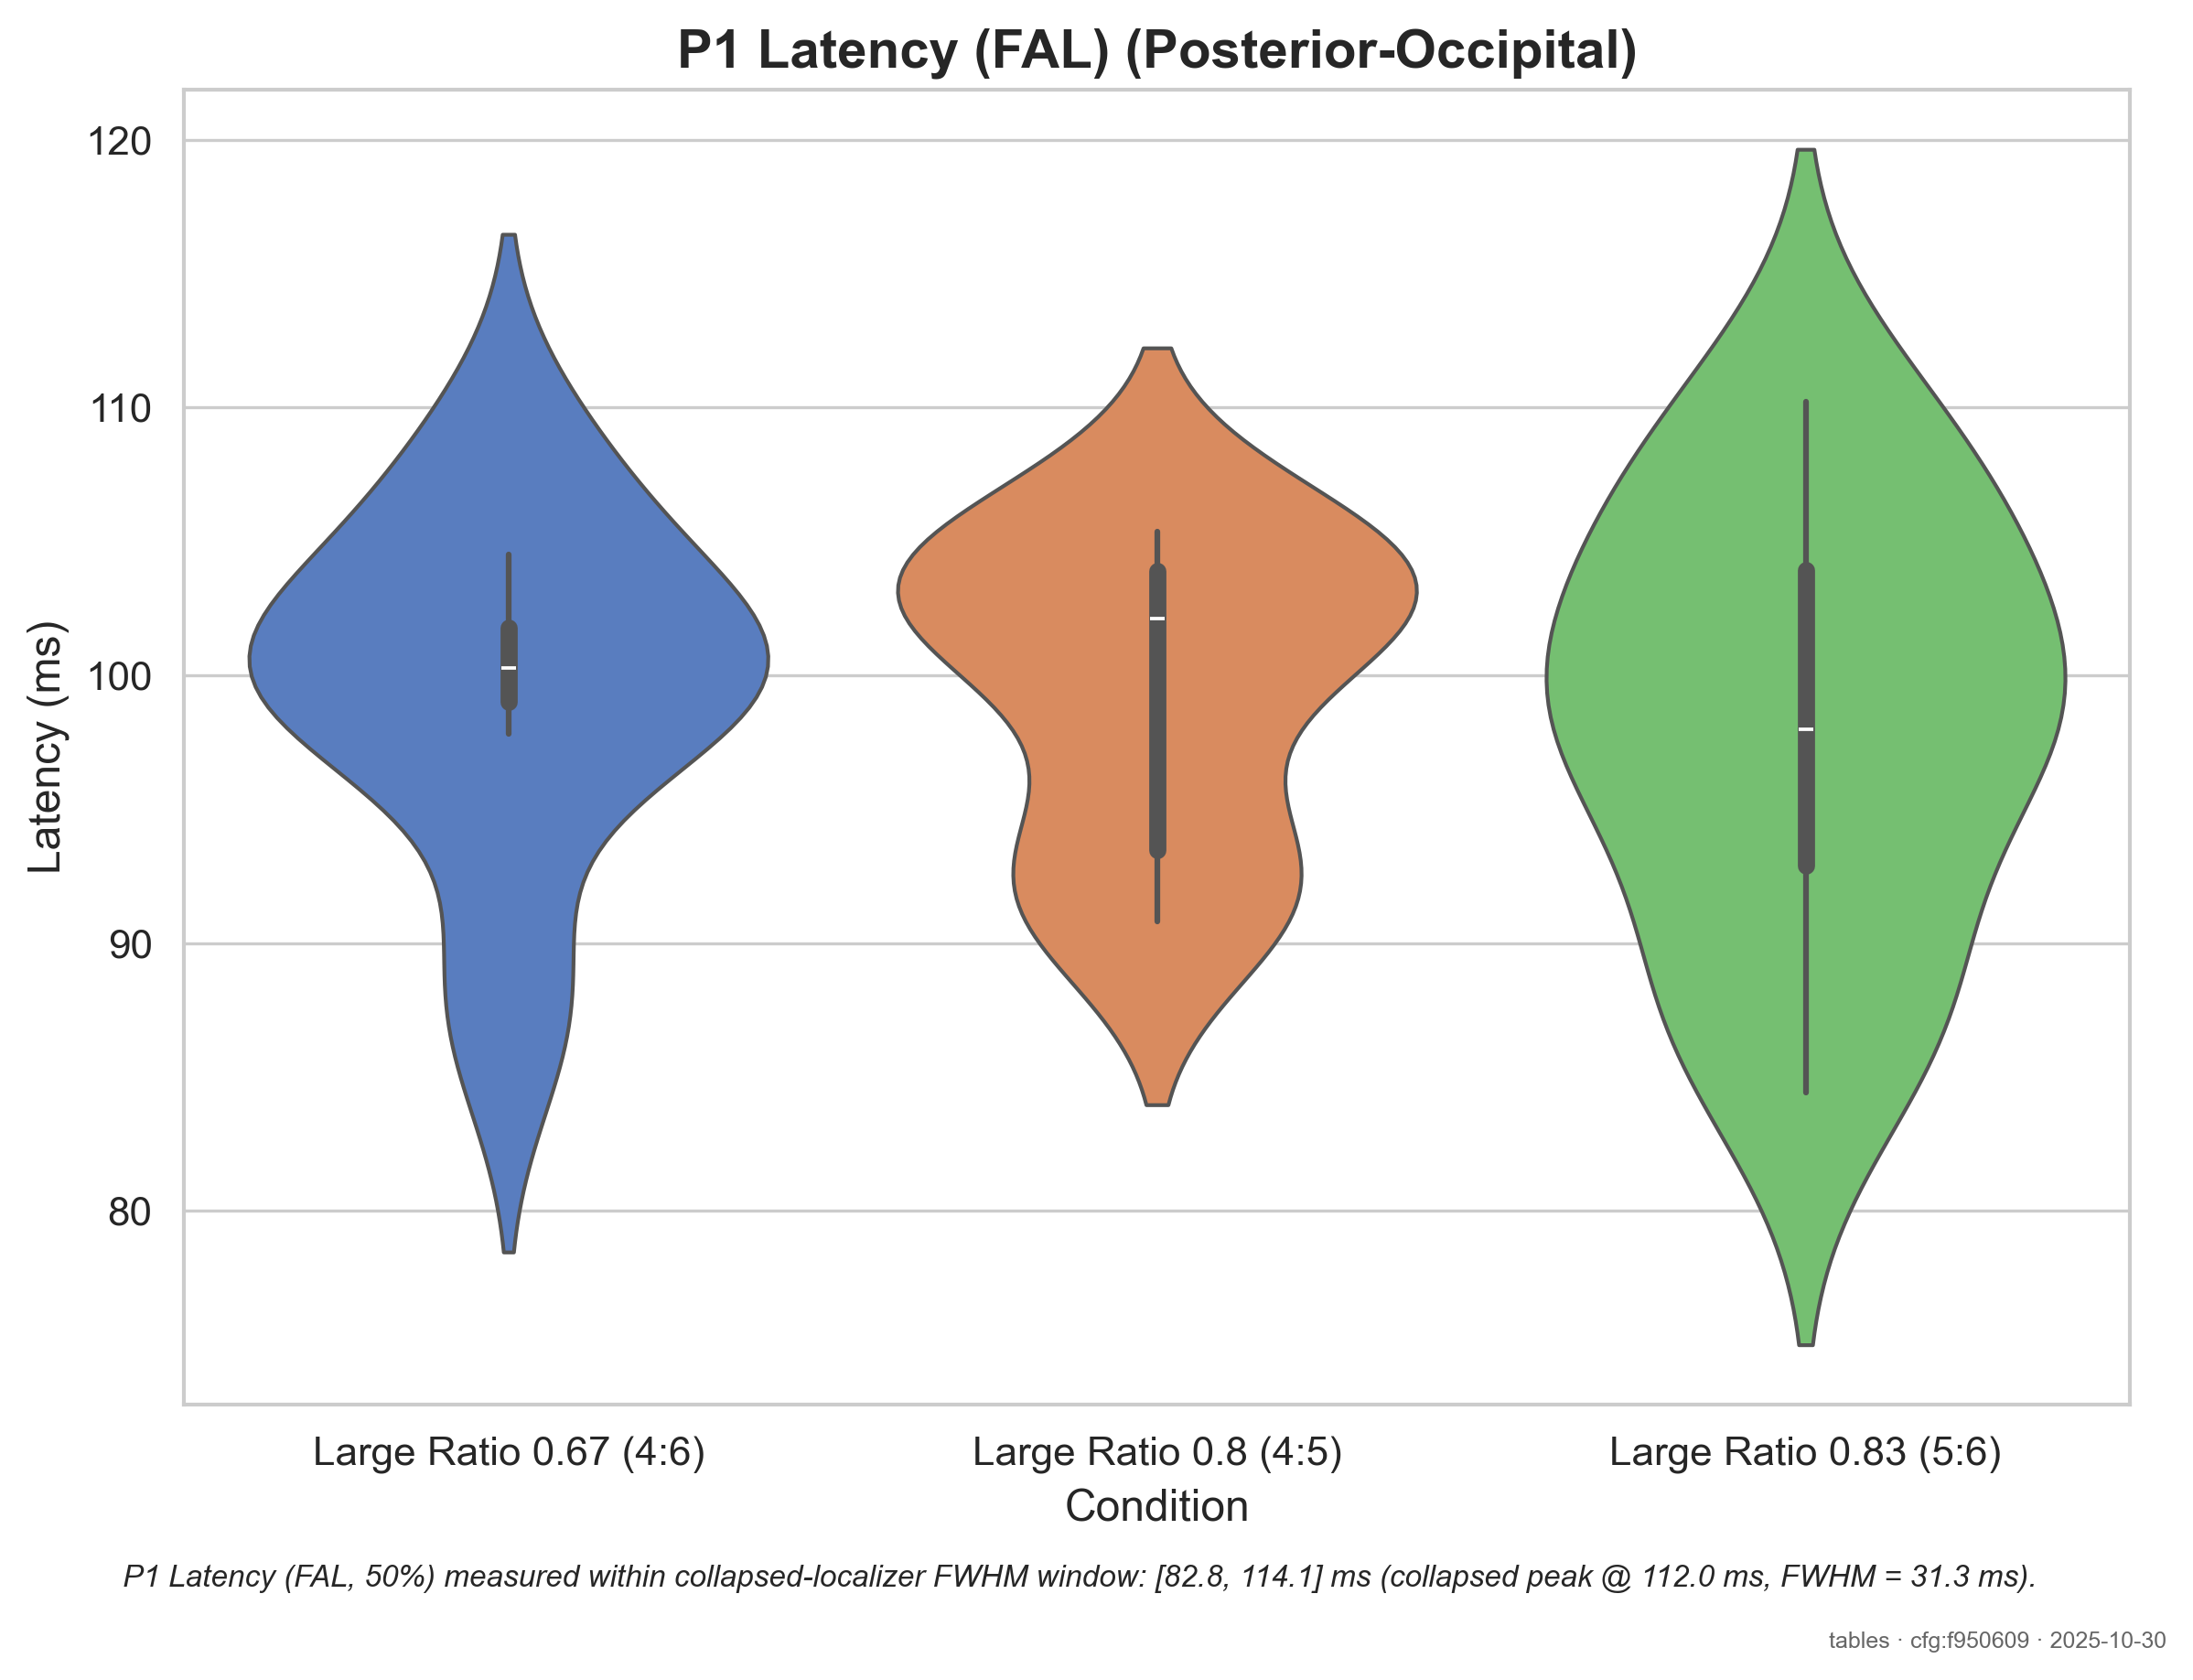 P1 Latency (FAL) (Posterior-Occipital)
120
110
100
90
80
Latency (ms)
Large Ratio 0.67 (4:6)
Large Ratio 0.8 (4:5)
Large Ratio 0.83 (5:6)
Condition
P1 Latency (FAL, 50%) measured within collapsed-localizer FWHM window: [82.8, 114.1] ms (collapsed peak @ 112.0 ms, FWHM = 31.3 ms).
tables · cfg:f950609 · 2025-10-30